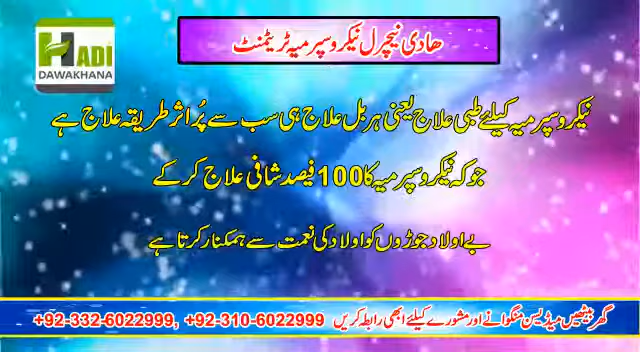 HADI
DAWAKHANA
ھادی نیچرل نیکروسپرمیہ ٹریٹمنٹ
نیکروسپرمیہ کیلئے طبی علاج یعنی ہربل علاج ہی سب سے پُر اثر طریقہ علاج ہے
جو کہ نیکروسپرمیہ کا 100 فیصد شافی علاج کر کے
بے اولاد جوڑوں کو اولاد کی نعمت سے ہمکنار کرتا ہے
گھر بیٹھیں میڈیسن منگوانے اور مشورے کیلئے ابھی رابطہ کریں +92-332-6022999, +92-310-6022999